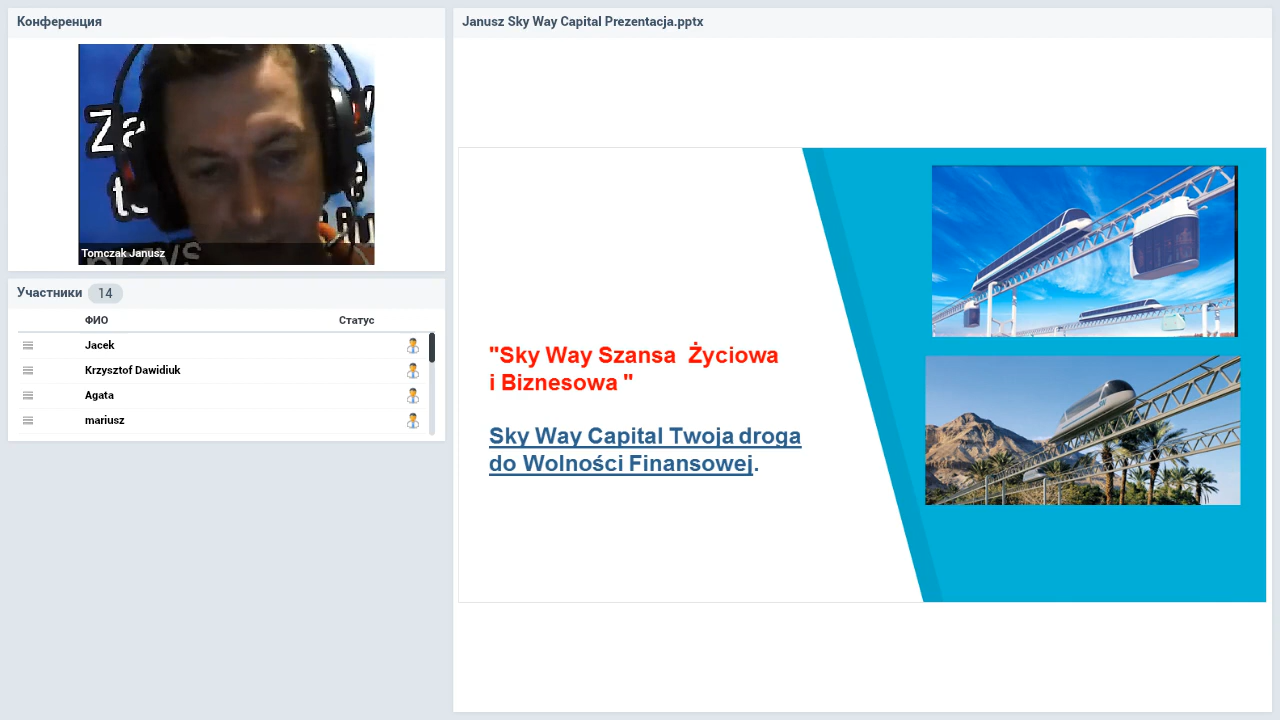 Конференция
Za
t
Tomczak Janusz
Участники 14
ФИО Статус
Jacek
Krzysztof Dawidiuk
Agata
mariusz
Janusz Sky Way Capital Prezentacja.pptx
"Sky Way Szansa Życiowa
i Biznesowa "
Sky Way Capital Twoja droga
do Wolności Finansowej.